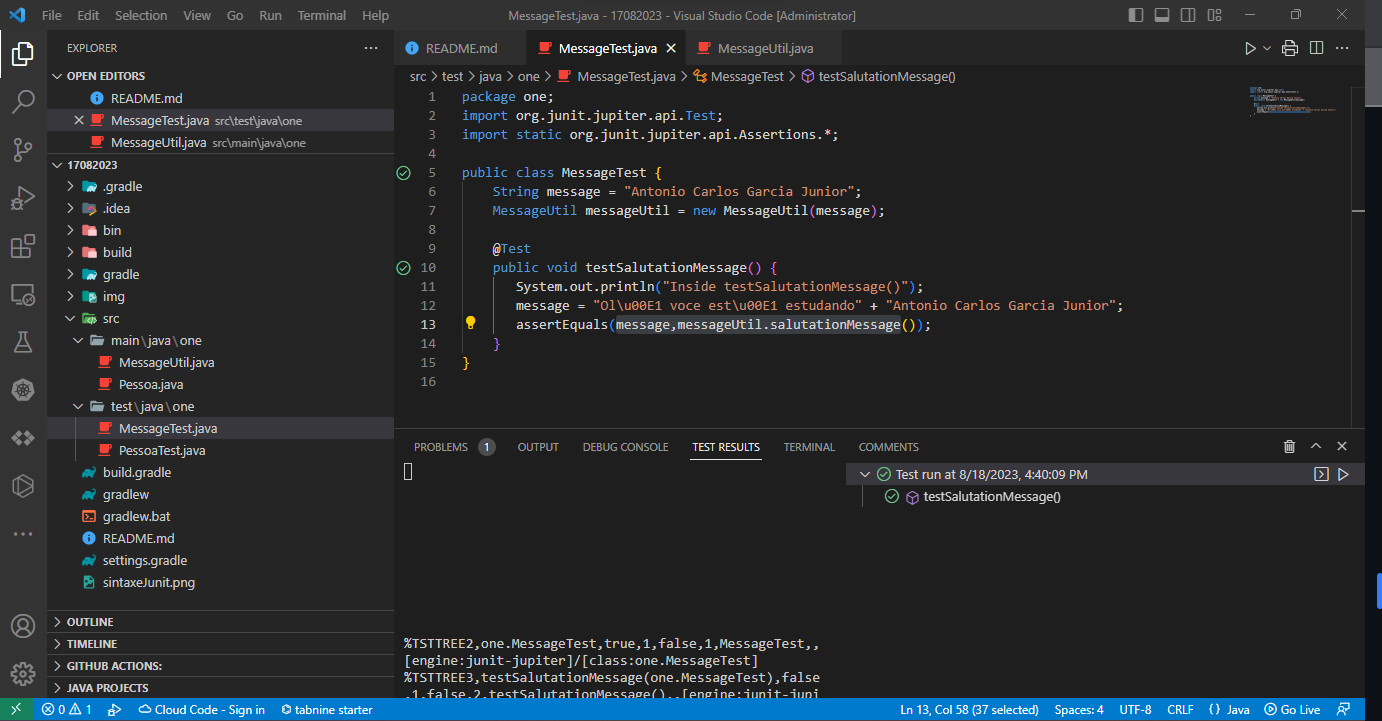 File Edit Selection View Go Run Terminal Help MessageTest.java - 17082023 - Visual Studio Code [Administrator]
EXPLORER
OPEN EDITORS
README.md
MessageTest.java src\test\java\one
MessageUtil.java src\main\java\one
17082023
.gradle
.idea
bin
build
gradle
img
src
main\java\one
MessageUtil.java
Pessoa.java
test\java\one
MessageTest.java
PessoaTest.java
build.gradle
gradlew
gradlew.bat
README.md
settings.gradle
sintaxeJunit.png
OUTLINE
TIMELINE
GITHUB ACTIONS:
JAVA PROJECTS
README.md MessageTest.java MessageUtil.java
src > test > java > one > MessageTest.java > MessageTest > testSalutationMessage()
1 package one;
2 import org.junit.jupiter.api.Test;
3 import static org.junit.jupiter.api.Assertions.*;
4
5 public class MessageTest {
6 String message = "Antonio Carlos Garcia Junior";
7 MessageUtil messageUtil = new MessageUtil(message);
8
9 @Test
10 public void testSalutationMessage() {
11 System.out.println("Inside testSalutationMessage()");
12 message = "Ol\u00E1 voce est\u00E1 estudando" + "Antonio Carlos Garcia Junior";
13 assertEquals(message,messageUtil.salutationMessage());
14 }
15 }
16
PROBLEMS 1 OUTPUT DEBUG CONSOLE TEST RESULTS TERMINAL COMMENTS
%TSTTREE2,one.MessageTest,true,1,false,1,MessageTest,,
[engine:junit-jupiter]/[class:one.MessageTest]
%TSTTREE3,testSalutationMessage(one.MessageTest),false
,1,false,2,testSalutationMessage(),,[engine:junit-jupi
Test run at 8/18/2023, 4:40:09 PM
testSalutationMessage()
0 1 Cloud Code - Sign in tabnine starter Ln 13, Col 58 (37 selected) Spaces: 4 UTF-8 CRLF {} Java Go Live